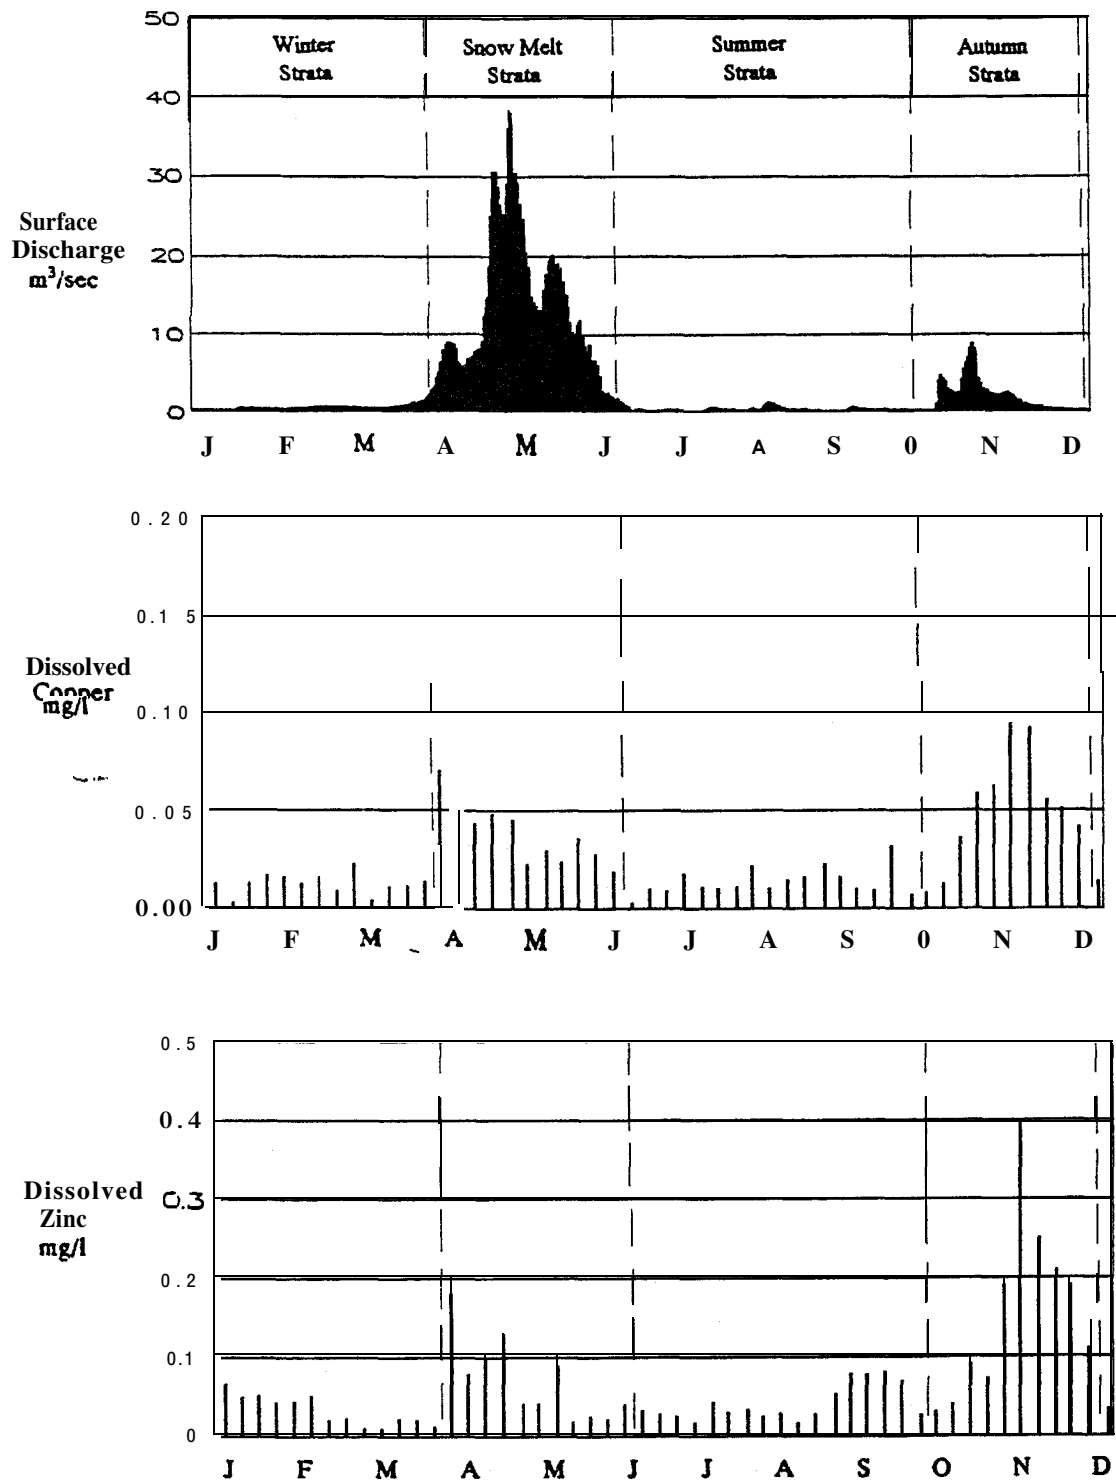 50
Winter
Strata
Snow Melt
Strata
Summer
Strata
Autumn
Strata
40
30
Surface
Discharge
m³/sec
20
10
0
J F M A M J J A S 0 N D
0.20
0.1 5
Dissolved
Copper
mg/l
0.10
0.05
0.00
J F M A M J J A S 0 N D
0.5
0.4
Dissolved
Zinc
mg/l
0.3
0.2
0.1
0
J F M A M J J A S O N D